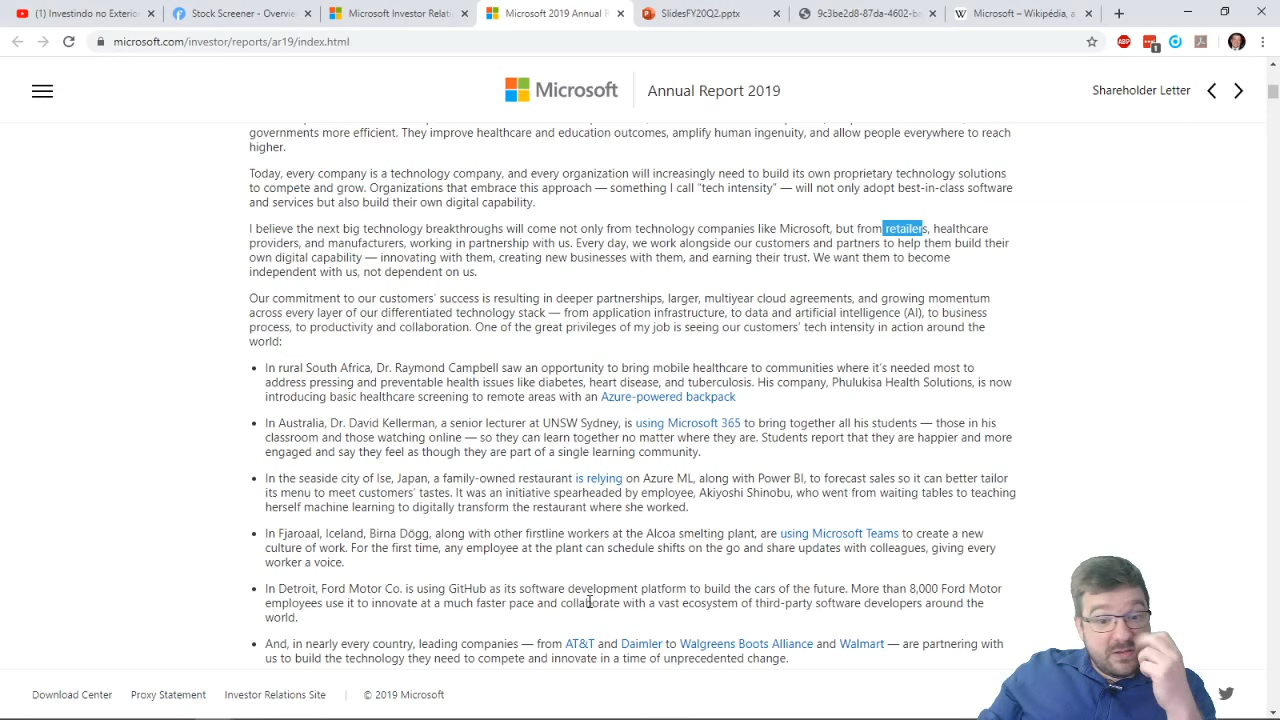 Investindo no Exterio
Stock Screener - Overvie
Microsoft Investor Relati
Microsoft 2019 Annual R
SlidesFY20Q2.pptx
9c3be2d8-87da-4602-b
Microsoft – Wikipédia, a
microsoft.com/investor/reports/ar19/index.html
ABP
1
Microsoft
Annual Report 2019
Shareholder Letter
governments more efficient. They improve healthcare and education outcomes, amplify human ingenuity, and allow people everywhere to reach
higher.
Today, every company is a technology company, and every organization will increasingly need to build its own proprietary technology solutions
to compete and grow. Organizations that embrace this approach — something I call “tech intensity” — will not only adopt best-in-class software
and services but also build their own digital capability.
I believe the next big technology breakthroughs will come not only from technology companies like Microsoft, but from retailers, healthcare
providers, and manufacturers, working in partnership with us. Every day, we work alongside our customers and partners to help them build their
own digital capability — innovating with them, creating new businesses with them, and earning their trust. We want them to become
independent with us, not dependent on us.
Our commitment to our customers’ success is resulting in deeper partnerships, larger, multiyear cloud agreements, and growing momentum
across every layer of our differentiated technology stack — from application infrastructure, to data and artificial intelligence (AI), to business
process, to productivity and collaboration. One of the great privileges of my job is seeing our customers’ tech intensity in action around the
world:
• In rural South Africa, Dr. Raymond Campbell saw an opportunity to bring mobile healthcare to communities where it’s needed most to
address pressing and preventable health issues like diabetes, heart disease, and tuberculosis. His company, Phulukisa Health Solutions, is now
introducing basic healthcare screening to remote areas with an Azure-powered backpack
• In Australia, Dr. David Kellerman, a senior lecturer at UNSW Sydney, is using Microsoft 365 to bring together all his students — those in his
classroom and those watching online — so they can learn together no matter where they are. Students report that they are happier and more
engaged and say they feel as though they are part of a single learning community.
• In the seaside city of Ise, Japan, a family-owned restaurant is relying on Azure ML, along with Power BI, to forecast sales so it can better tailor
its menu to meet customers’ tastes. It was an initiative spearheaded by employee, Akiyoshi Shinobu, who went from waiting tables to teaching
herself machine learning to digitally transform the restaurant where she worked.
• In Fjaroaal, Iceland, Birna Dögg, along with other firstline workers at the Alcoa smelting plant, are using Microsoft Teams to create a new
culture of work. For the first time, any employee at the plant can schedule shifts on the go and share updates with colleagues, giving every
worker a voice.
• In Detroit, Ford Motor Co. is using GitHub as its software development platform to build the cars of the future. More than 8,000 Ford Motor
employees use it to innovate at a much faster pace and collaborate with a vast ecosystem of third-party software developers around the
world.
• And, in nearly every country, leading companies — from AT&T and Daimler to Walgreens Boots Alliance and Walmart — are partnering with
us to build the technology they need to compete and innovate in a time of unprecedented change.
Download Center
Proxy Statement
Investor Relations Site
© 2019 Microsoft